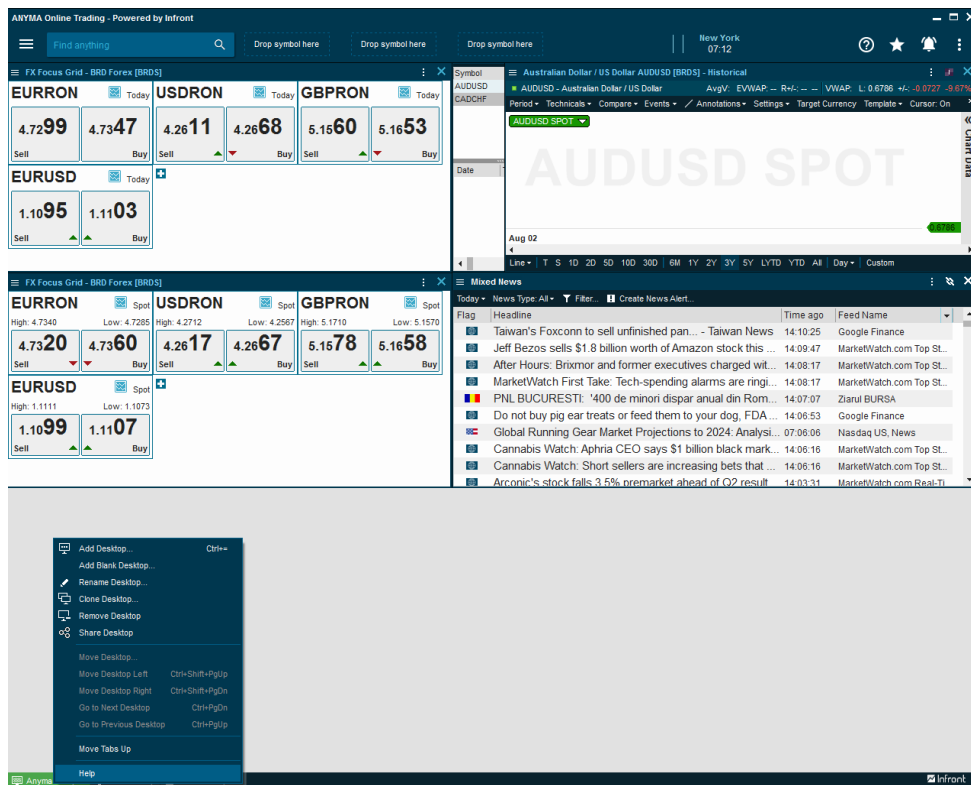 ANYMA Online Trading - Powered by Infront
Find anything
Drop symbol here
Drop symbol here
Drop symbol here
New York
07:12
FX Focus Grid - BRD Forex [BRDS]
EURRON Today USDRON Today GBPRON Today
4.7299 4.7347 4.2611 4.2668 5.1560 5.1653
Sell Buy Sell Buy Sell Buy
EURUSD Today
1.1095 1.1103
Sell Buy
Symbol
AUDUSD
CADCHF
Date
Australian Dollar / US Dollar AUDUSD [BRDS] - Historical
AUDUSD - Australian Dollar / US Dollar AvgV: EVWAP: -- R+/-: -- -- VWAP: L: 0.6786 +/-: -0.0727 -9.67%
Period Technicals Compare Events Annotations Settings Target Currency Template Cursor: On
AUDUSD SPOT
AUDUSD SPOT
Chart Data
0.6786
Aug 02
Line T S 1D 2D 5D 10D 30D 6M 1Y 2Y 3Y 5Y LYTD YTD All Day Custom
FX Focus Grid - BRD Forex [BRDS]
EURRON Spot USDRON Spot GBPRON Spot
High: 4.7340 Low: 4.7285 High: 4.2712 Low: 4.2567 High: 5.1710 Low: 5.1570
4.7320 4.7360 4.2617 4.2667 5.1578 5.1658
Sell Buy Sell Buy Sell Buy
EURUSD Spot
High: 1.1111 Low: 1.1073
1.1099 1.1107
Sell Buy
Mixed News
Today News Type: All Filter... Create News Alert...
Flag Headline Time ago Feed Name
Taiwan's Foxconn to sell unfinished pan... - Taiwan News 14:10:25 Google Finance
Jeff Bezos sells $1.8 billion worth of Amazon stock this ... 14:09:47 MarketWatch.com Top St...
After Hours: Brixmor and former executives charged wit... 14:08:17 MarketWatch.com Top St...
MarketWatch First Take: Tech-spending alarms are ringi... 14:08:17 MarketWatch.com Top St...
PNL BUCURESTI: '400 de minori dispar anual din Rom... 14:07:07 Ziarul BURSA
Do not buy pig ear treats or feed them to your dog, FDA ... 14:06:53 Google Finance
Global Running Gear Market Projections to 2024: Analysi... 07:06:06 Nasdaq US, News
Cannabis Watch: Aphria CEO says $1 billion black mark... 14:06:16 MarketWatch.com Top St...
Cannabis Watch: Short sellers are increasing bets that ... 14:06:16 MarketWatch.com Top St...
Arconic's stock falls 3.5% premarket ahead of Q2 result 14:03:31 MarketWatch.com Real-Ti
Add Desktop... Ctrl+=
Add Blank Desktop...
Rename Desktop...
Clone Desktop...
Remove Desktop
Share Desktop
Move Desktop...
Move Desktop Left Ctrl+Shift+PgUp
Move Desktop Right Ctrl+Shift+PgDn
Go to Next Desktop Ctrl+PgDn
Go to Previous Desktop Ctrl+PgUp
Move Tabs Up
Help
Anyma
Infront